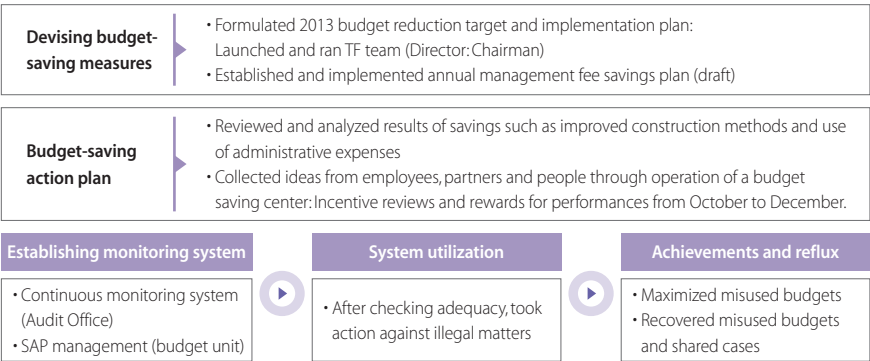 Devising budget-
saving measures
• Formulated 2013 budget reduction target and implementation plan:
Launched and ran TF team (Director: Chairman)
• Established and implemented annual management fee savings plan (draft)
Budget-saving
action plan
• Reviewed and analyzed results of savings such as improved construction methods and use
of administrative expenses
• Collected ideas from employees, partners and people through operation of a budget
saving center: Incentive reviews and rewards for performances from October to December.
Establishing monitoring system
• Continuous monitoring system
(Audit Office)
• SAP management (budget unit)
System utilization
• After checking adequacy, took
action against illegal matters
Achievements and reflux
• Maximized misused budgets
• Recovered misused budgets
and shared cases